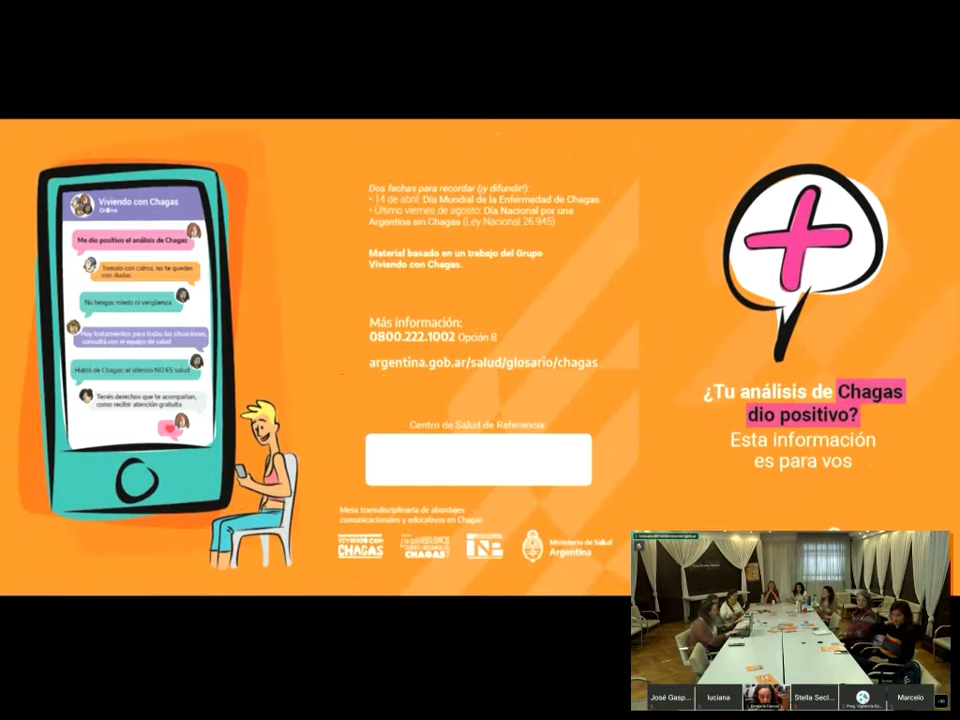 Viviendo con Chagas
Online
Me dio positivo el análisis de Chagas
Tomalo con calma, no te quedes
con dudas
No tengas miedo ni vergüenza
Hay tratamientos para todas las situaciones,
consultá con el equipo de salud
Hablá de Chagas: el silencio NO ES salud
Tenés derechos que te acompañan,
como recibir atención gratuita
Dos fechas para recordar (¡y difundir!):
• 14 de abril: Día Mundial de la Enfermedad de Chagas
• Último viernes de agosto: Día Nacional por una
Argentina sin Chagas (Ley Nacional 26.945)
Material basado en un trabajo del Grupo
Viviendo con Chagas.
Más información:
0800.222.1002 Opción 8
argentina.gob.ar/salud/glosario/chagas
Centro de Salud de Referencia:
Mesa transdisciplinaria de abordajes
comunicacionales y educativos en Chagas
VIVIENDO CON
CHAGAS
CHAGAS?
INP
Ministerio de Salud
Argentina
¿Tu análisis de Chagas
dio positivo?
Esta información
es para vos
José Gasp...
luciana
Stella Secl...
Marcelo